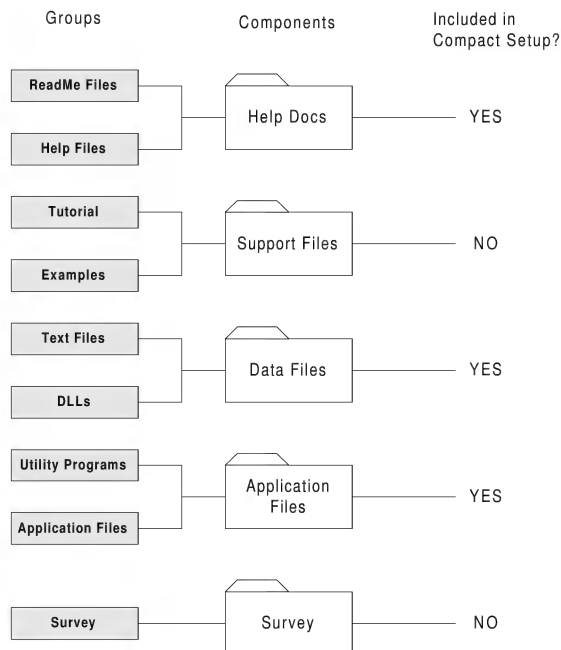 Groups
Components
Included in
Compact Setup?
ReadMe Files
Help Files
Help Docs
YES
Tutorial
Examples
Support Files
NO
Text Files
DLLs
Data Files
YES
Utility Programs
Application Files
Application
Files
YES
Survey
Survey
NO